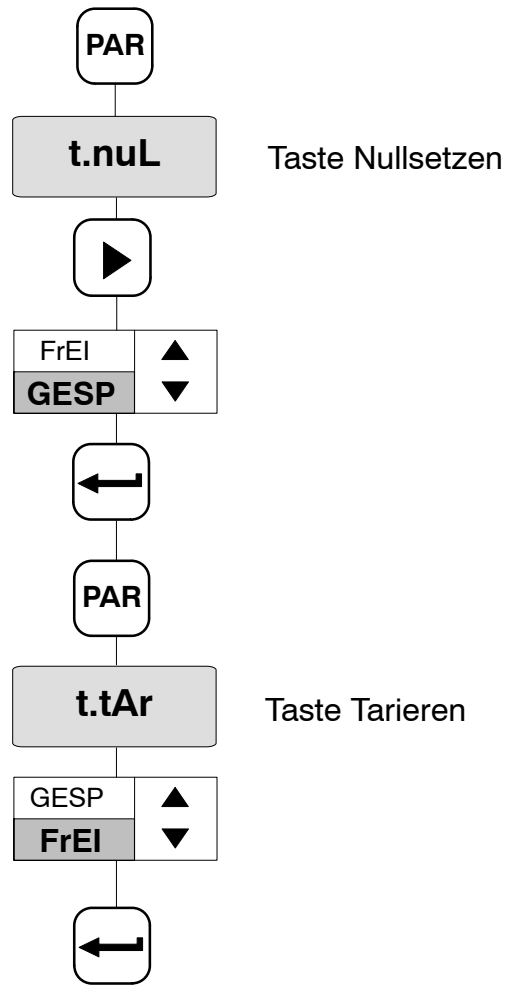 PAR
t.nuL
Taste Nullsetzen
FrEI
GESP
PAR
t.tAr
Taste Tarieren
GESP
FrEI